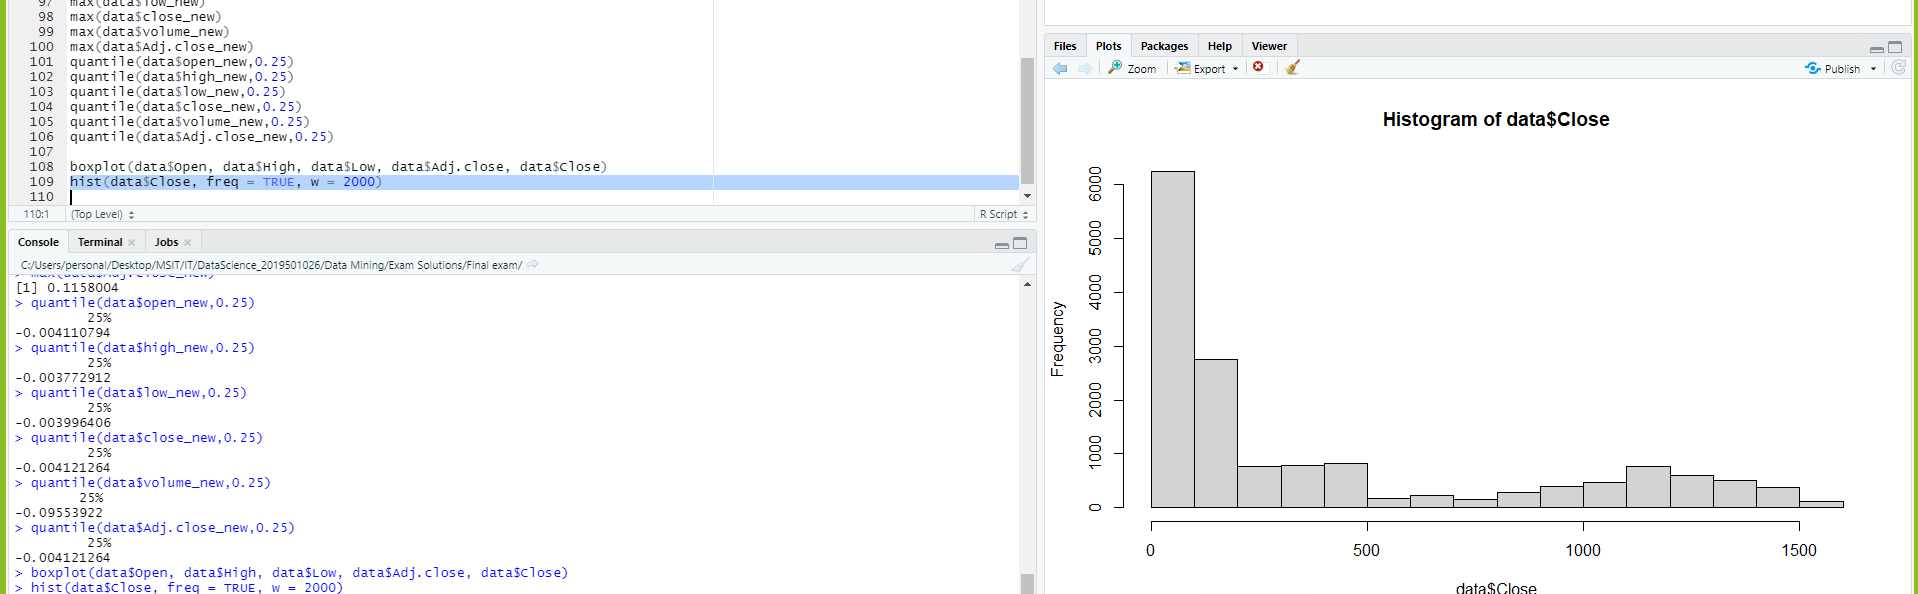 97 max(data$low_new)
98 max(data$close_new)
99 max(data$volume_new)
100 max(data$Adj.close_new)
101 quantile(data$open_new,0.25)
102 quantile(data$high_new,0.25)
103 quantile(data$low_new,0.25)
104 quantile(data$close_new,0.25)
105 quantile(data$volume_new,0.25)
106 quantile(data$Adj.close_new,0.25)
107
108 boxplot(data$Open, data$High, data$Low, data$Adj.close, data$Close)
109 hist(data$Close, freq = TRUE, w = 2000)
110
110:1 (Top Level) R Script
Console Terminal Jobs
C:/Users/personal/Desktop/MSIT/IT/DataScience_2019501026/Data Mining/Exam Solutions/Final exam/
> max(data$Adj.close_new)
[1] 0.1158004
> quantile(data$open_new,0.25)
25%
-0.004110794
> quantile(data$high_new,0.25)
25%
-0.003772912
> quantile(data$low_new,0.25)
25%
-0.003996406
> quantile(data$close_new,0.25)
25%
-0.004121264
> quantile(data$volume_new,0.25)
25%
-0.09553922
> quantile(data$Adj.close_new,0.25)
25%
-0.004121264
> boxplot(data$Open, data$High, data$Low, data$Adj.close, data$Close)
> hist(data$Close, freq = TRUE, w = 2000)
Files Plots Packages Help Viewer
Zoom Export Publish
Histogram of data$Close
Frequency
6000
5000
4000
3000
2000
1000
0
0 500 1000 1500
data$Close